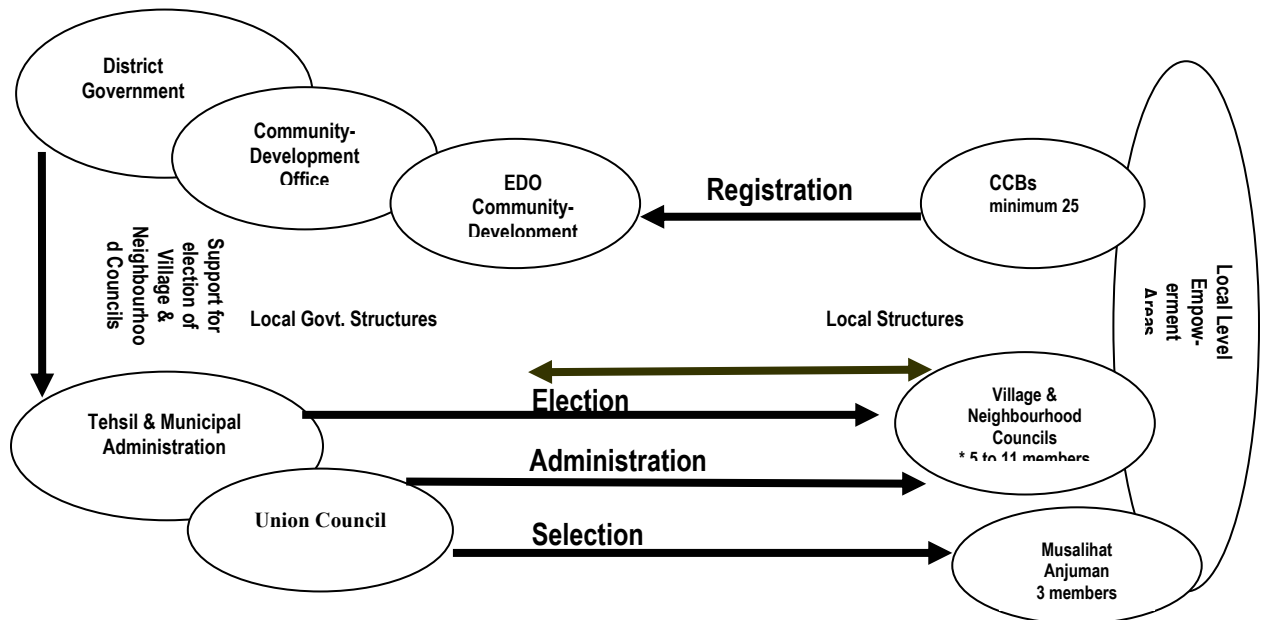 District
Government
Community-
Development
Office
EDO
Community-
Development
Registration
CCBs
minimum 25
Support for
election of
Village &
Neighbourhoo
d Councils
Local Govt. Structures
Local Structures
Local Level
Empow-
erment
Areas
Tehsil & Municipal
Administration
Election
Village &
Neighbourhood
Councils
* 5 to 11 members
Administration
Union Council
Selection
Musalihat
Anjuman
3 members